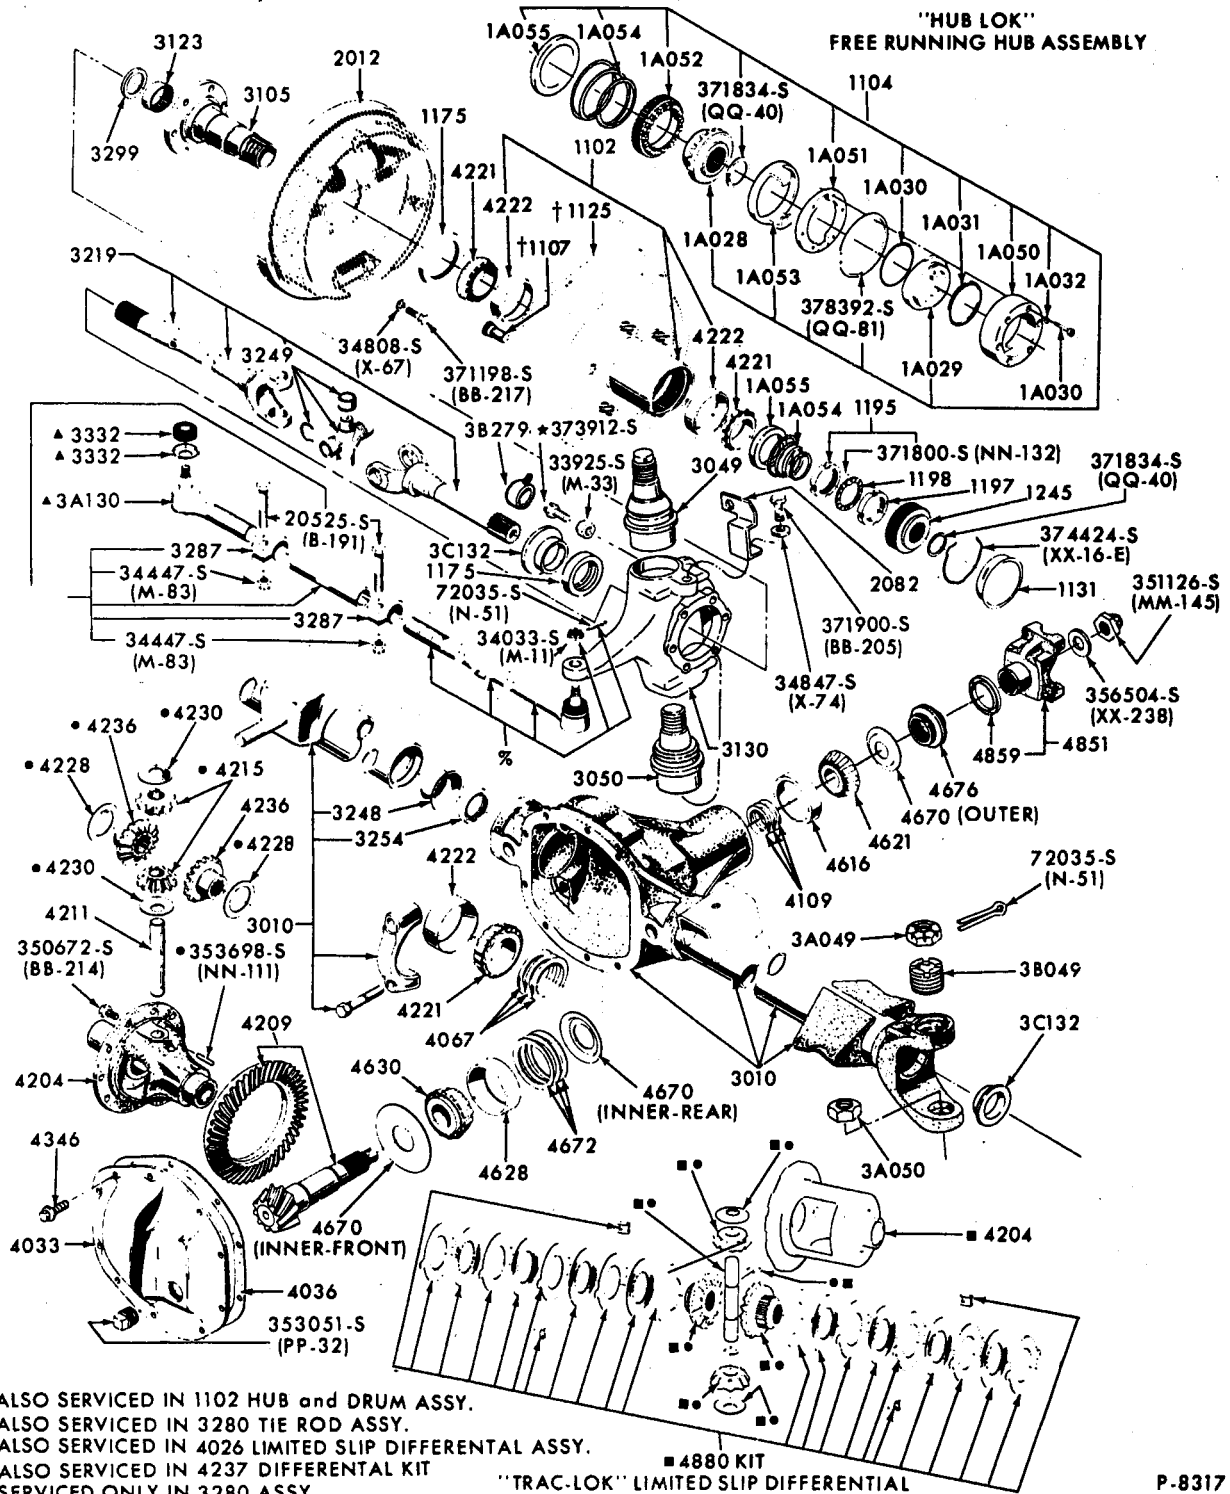 "HUB LOK"
FREE RUNNING HUB ASSEMBLY
1A055
1A054
1A052
371834-S
(QQ-40)
1104
3123
2012
3105
3299
1175
1102
4221
4222
† 1125
†1107
1A051
1A030
1A031
1A028
1A050
1A053
1A032
378392-S
(QQ-81)
1A029
1A030
3219
34808-S
(X-67)
3249
371198-S
(BB-217)
4222
4221
1A055
1A054
1195
371800-S (NN-132)
371834-S
(QQ-40)
1198
1197
1245
374424-S
(XX-16-E)
▲ 3332
▲ 3332
▲ 3A130
3B279
★373912-S
33925-S
(M-33)
3049
20525-S
(B-191)
3C132
1175
2082
1131
351126-S
(MM-145)
3287
34447-S
(M-83)
72035-S
(N-51)
34033-S
(M-11)
371900-S
(BB-205)
3287
34447-S
(M-83)
34847-S
(X-74)
356504-S
(XX-238)
4859
4851
%
3130
3050
● 4236
● 4230
● 4228
● 4215
4236
● 4228
● 4230
4211
3248
3254
4222
4676
4670 (OUTER)
4621
4616
4109
72035-S
(N-51)
3A049
3B049
3010
350672-S
(BB-214)
● 353698-S
(NN-111)
4221
4067
4209
4204
4630
4670
(INNER-REAR)
3010
3C132
4672
4628
3A050
4346
4033
4670
(INNER-FRONT)
4036
353051-S
(PP-32)
■ ●
■ ●
■ ●
■ 4204
● ■
■ ●
■ ●
■ ●
■ ●
ALSO SERVICED IN 1102 HUB and DRUM ASSY.
ALSO SERVICED IN 3280 TIE ROD ASSY.
ALSO SERVICED IN 4026 LIMITED SLIP DIFFERENTAL ASSY.
ALSO SERVICED IN 4237 DIFFERENTAL KIT
SERVICED ONLY IN 3280 ASSY
■ 4880 KIT
"TRAC-LOK" LIMITED SLIP DIFFERENTIAL
P-8317